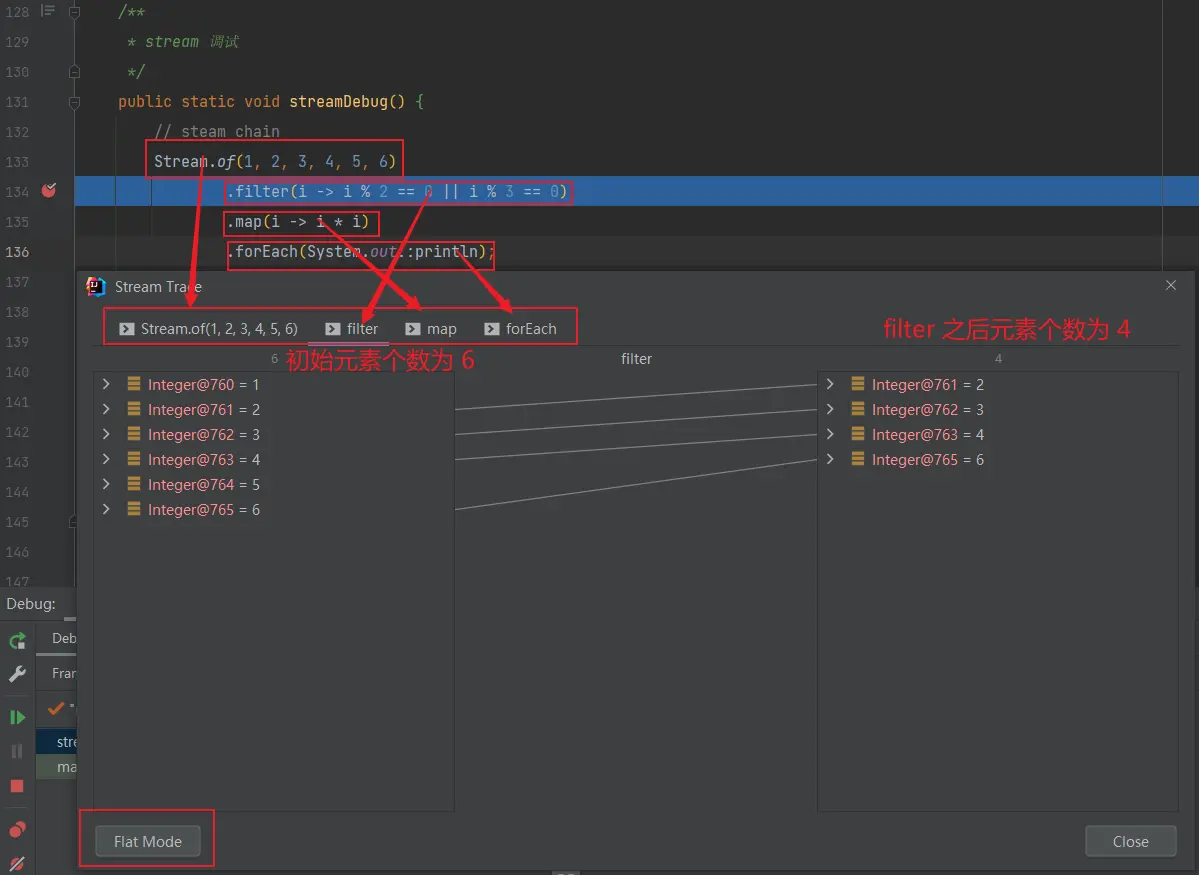 128 /**
129 * stream 调试
130 */
131 public static void streamDebug() {
132 // steam chain
133 Stream.of(1, 2, 3, 4, 5, 6)
134 .filter(i -> i % 2 == 0 || i % 3 == 0)
135 .map(i -> i * i)
136 .forEach(System.out::println);
137
Stream Trace
138
Stream.of(1, 2, 3, 4, 5, 6) filter map forEach
filter 之后元素个数为 4
139
6 初始元素个数为 6 filter 4
140
Integer@760 = 1 Integer@761 = 2
141
Integer@761 = 2 Integer@762 = 3
142
Integer@762 = 3 Integer@763 = 4
143
Integer@763 = 4 Integer@765 = 6
144
Integer@764 = 5
145
Integer@765 = 6
146
147
Debug:
Deb
Fran
stre
ma
Flat Mode Close